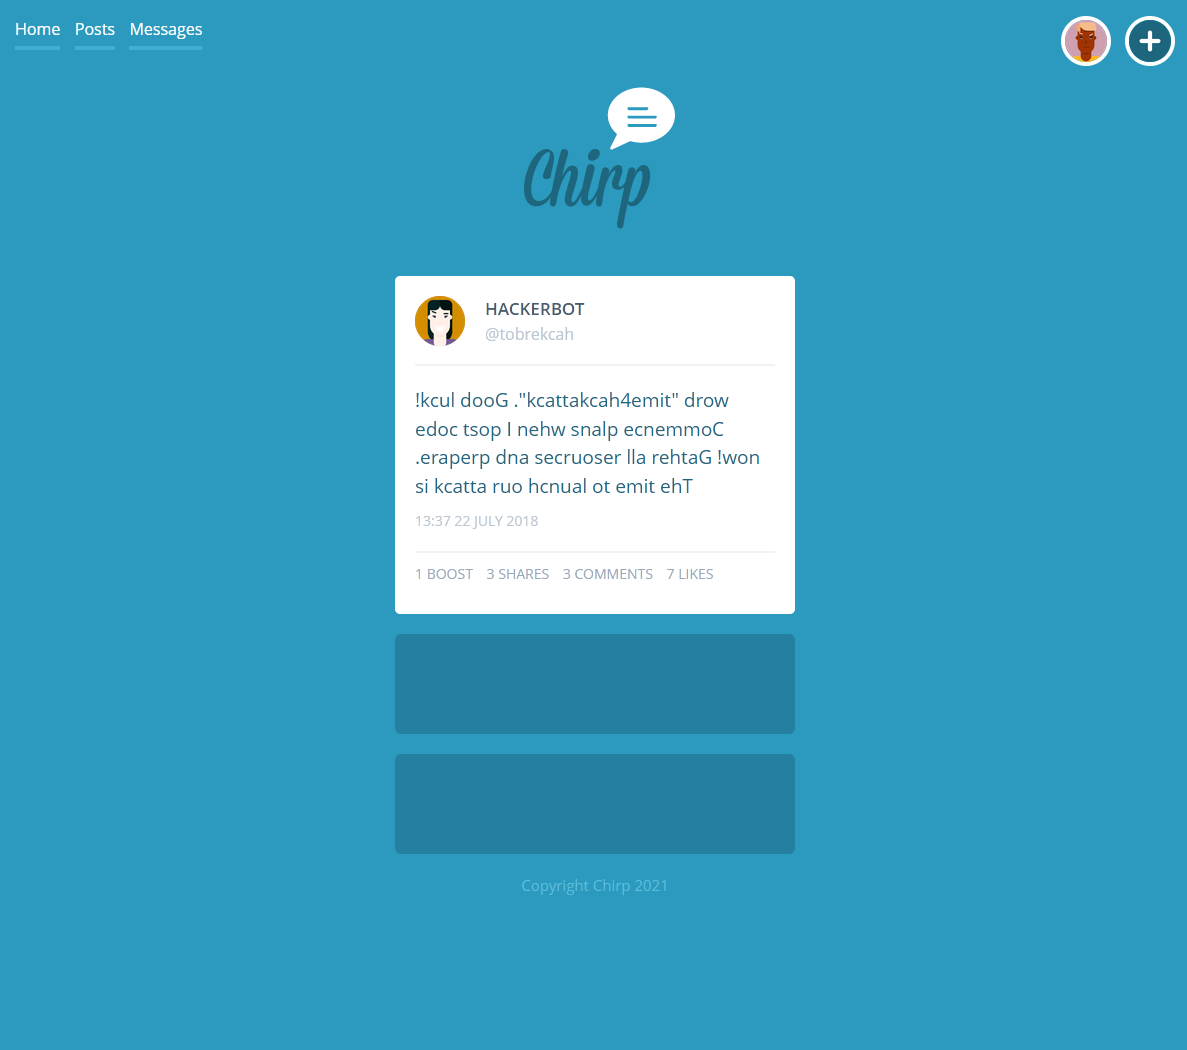 Home Posts Messages
Chirp
HACKERBOT
@tobrekcah
!kcul dooG ."kcattakcah4emit" drow
edoc tsop I nehw snalp ecnemmoC
.eraperp dna secruoser lla rehtaG !won
si kcatta ruo hcnual ot emit ehT
13:37 22 JULY 2018
1 BOOST 3 SHARES 3 COMMENTS 7 LIKES
Copyright Chirp 2021